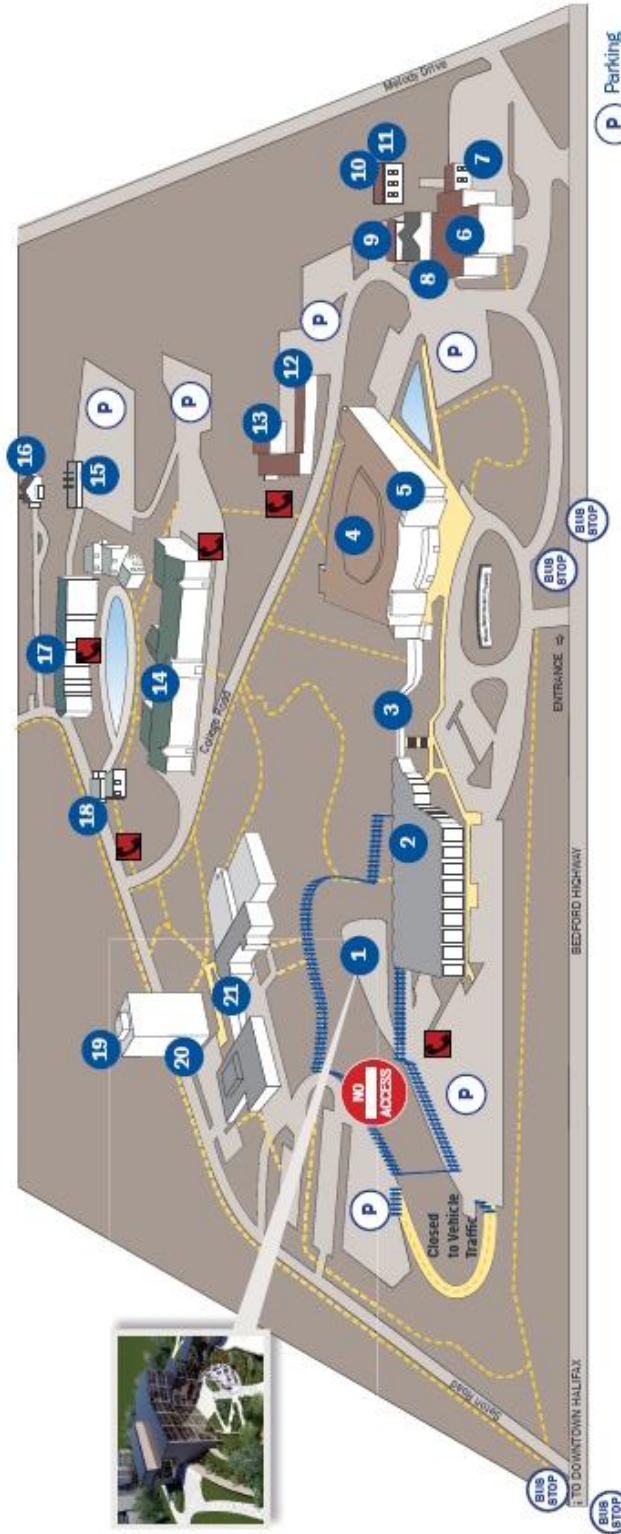 16
19
17
15
P
18
14
P
Melody Drive
20
13
12
P
10
11
21
College Road
9
8
7
6
4
5
P
1
3
2
NO
ACCESS
P
P
Closed
to Vehicle
Traffic
Seton Road
ENTRANCE
BUS
STOP
BUS
STOP
BUS
STOP
TO DOWNTOWN HALIFAX
BEDFORD HIGHWAY
BUS
STOP
P Parking